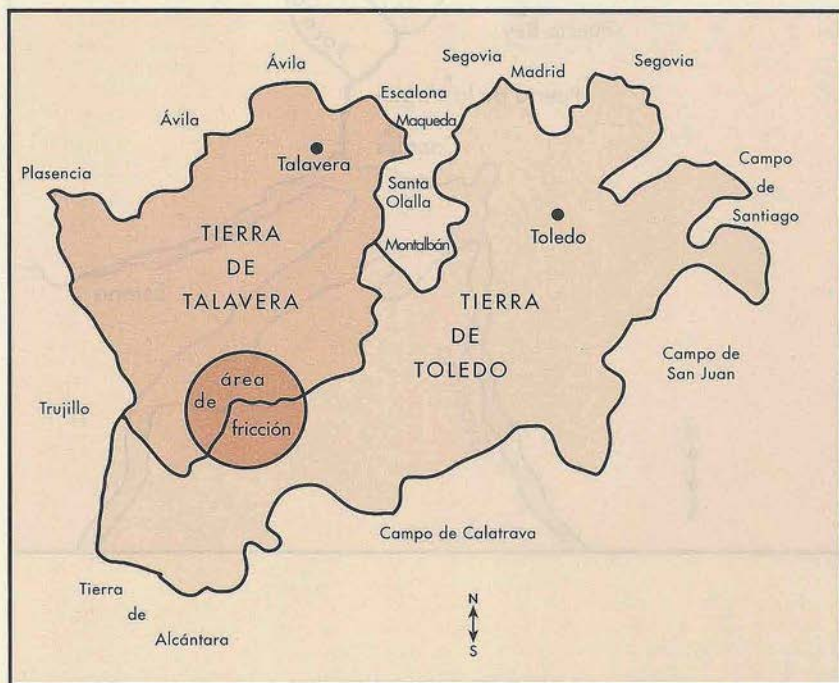 Ávila
Segovia
Madrid
Segovia
Ávila
Escalona
Maqueda
Talavera
Plasencia
Santa
Olalla
Campo
de
Santiago
Montalbán
Toledo
TIERRA
DE
TALAVERA
TIERRA
DE
TOLEDO
Campo de
San Juan
área
de
fricción
Trujillo
Campo de Calatrava
Tierra
de
Alcántara
N
S